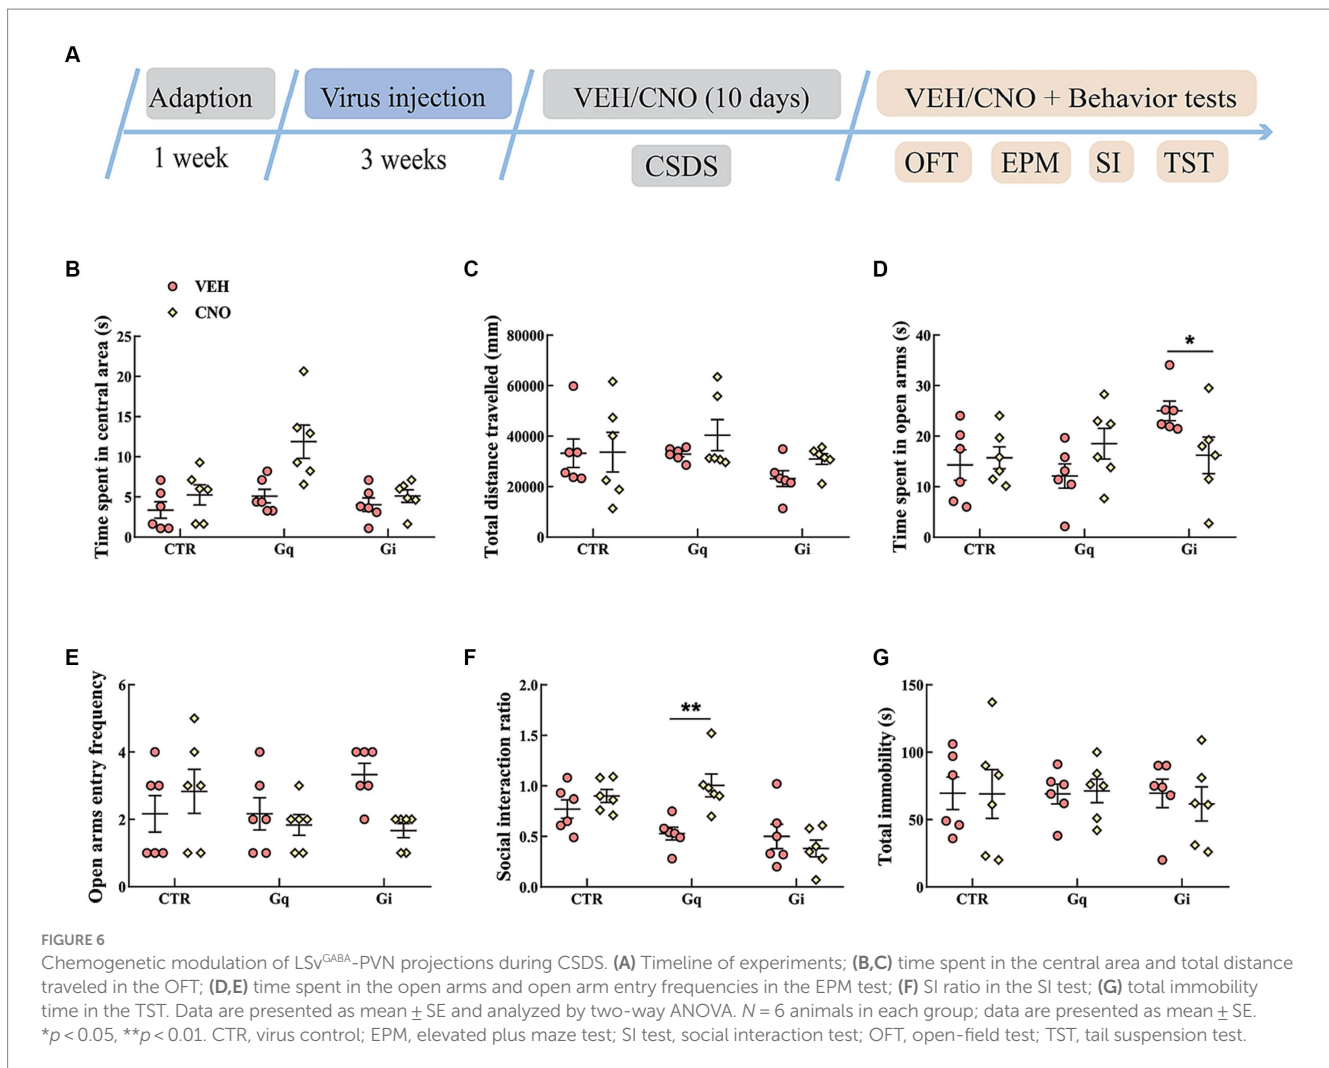 A
Adaption
Virus injection
VEH/CNO (10 days)
VEH/CNO + Behavior tests
1 week
3 weeks
CSDS
OFT
EPM
SI
TST
B
VEH
CNO
Time spent in central area (s)
25
20
15
10
5
0
CTR
Gq
Gi
C
Total distance travelled (mm)
80000
60000
40000
20000
0
CTR
Gq
Gi
D
Time spent in open arms (s)
40
30
20
10
0
*
CTR
Gq
Gi
E
Open arms entry frequency
6
4
2
0
CTR
Gq
Gi
F
Social interaction ratio
2.0
1.5
1.0
0.5
0.0
**
CTR
Gq
Gi
G
Total immobility (s)
150
100
50
0
CTR
Gq
Gi
FIGURE 6
Chemogenetic modulation of LSvGABA-PVN projections during CSDS. (A) Timeline of experiments; (B,C) time spent in the central area and total distance
traveled in the OFT; (D,E) time spent in the open arms and open arm entry frequencies in the EPM test; (F) SI ratio in the SI test; (G) total immobility
time in the TST. Data are presented as mean ± SE and analyzed by two-way ANOVA. N = 6 animals in each group; data are presented as mean ± SE.
*p < 0.05, **p < 0.01. CTR, virus control; EPM, elevated plus maze test; SI test, social interaction test; OFT, open-field test; TST, tail suspension test.